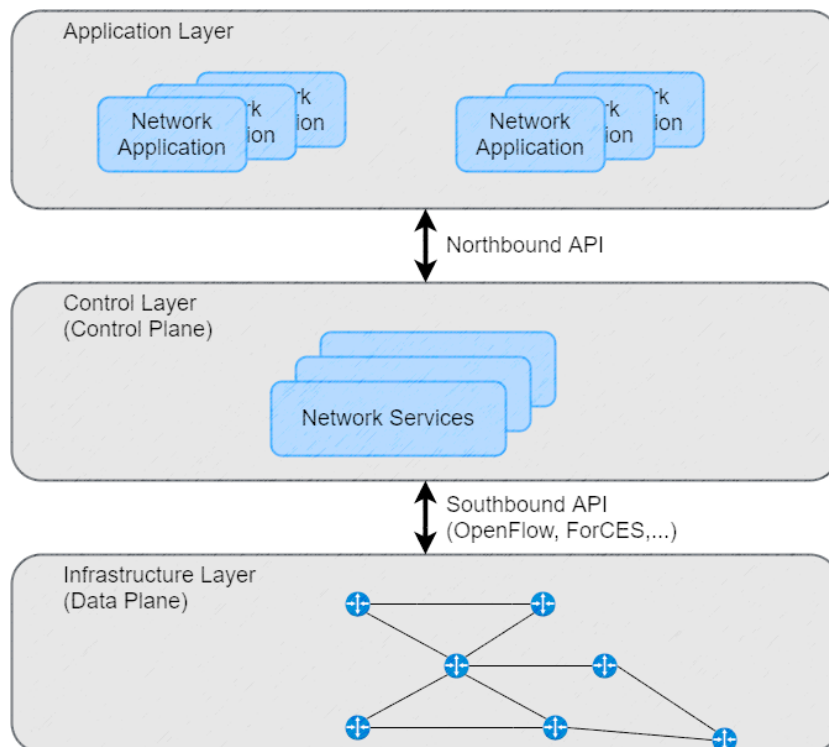 Application Layer
Network
Application
Network
Application
Northbound API
Control Layer
(Control Plane)
Network Services
Southbound API
(OpenFlow, ForCES,...)
Infrastructure Layer
(Data Plane)